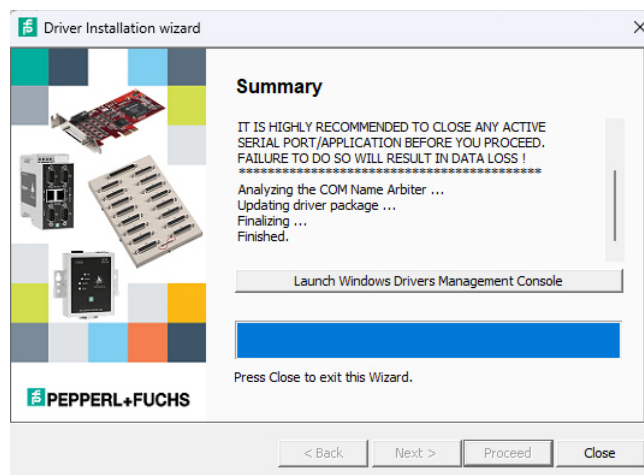 Driver Installation wizard
Summary
IT IS HIGHLY RECOMMENDED TO CLOSE ANY ACTIVE
SERIAL PORT/APPLICATION BEFORE YOU PROCEED.
FAILURE TO DO SO WILL RESULT IN DATA LOSS !
******************************************
Analyzing the COM Name Arbiter ...
Updating driver package ...
Finalizing ...
Finished.
Launch Windows Drivers Management Console
Press Close to exit this Wizard.
PEPPERL+FUCHS
< Back Next > Proceed Close